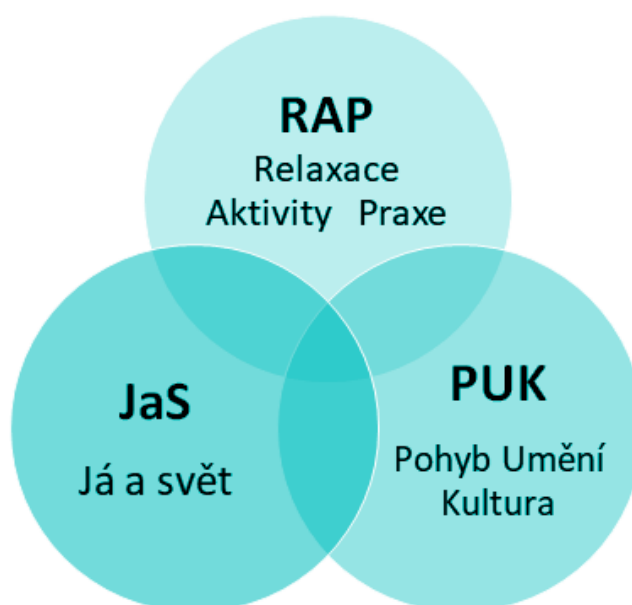 RAP
Relaxace
Aktivity Praxe
JaS
Já a svět
PUK
Pohyb Umění
Kultura